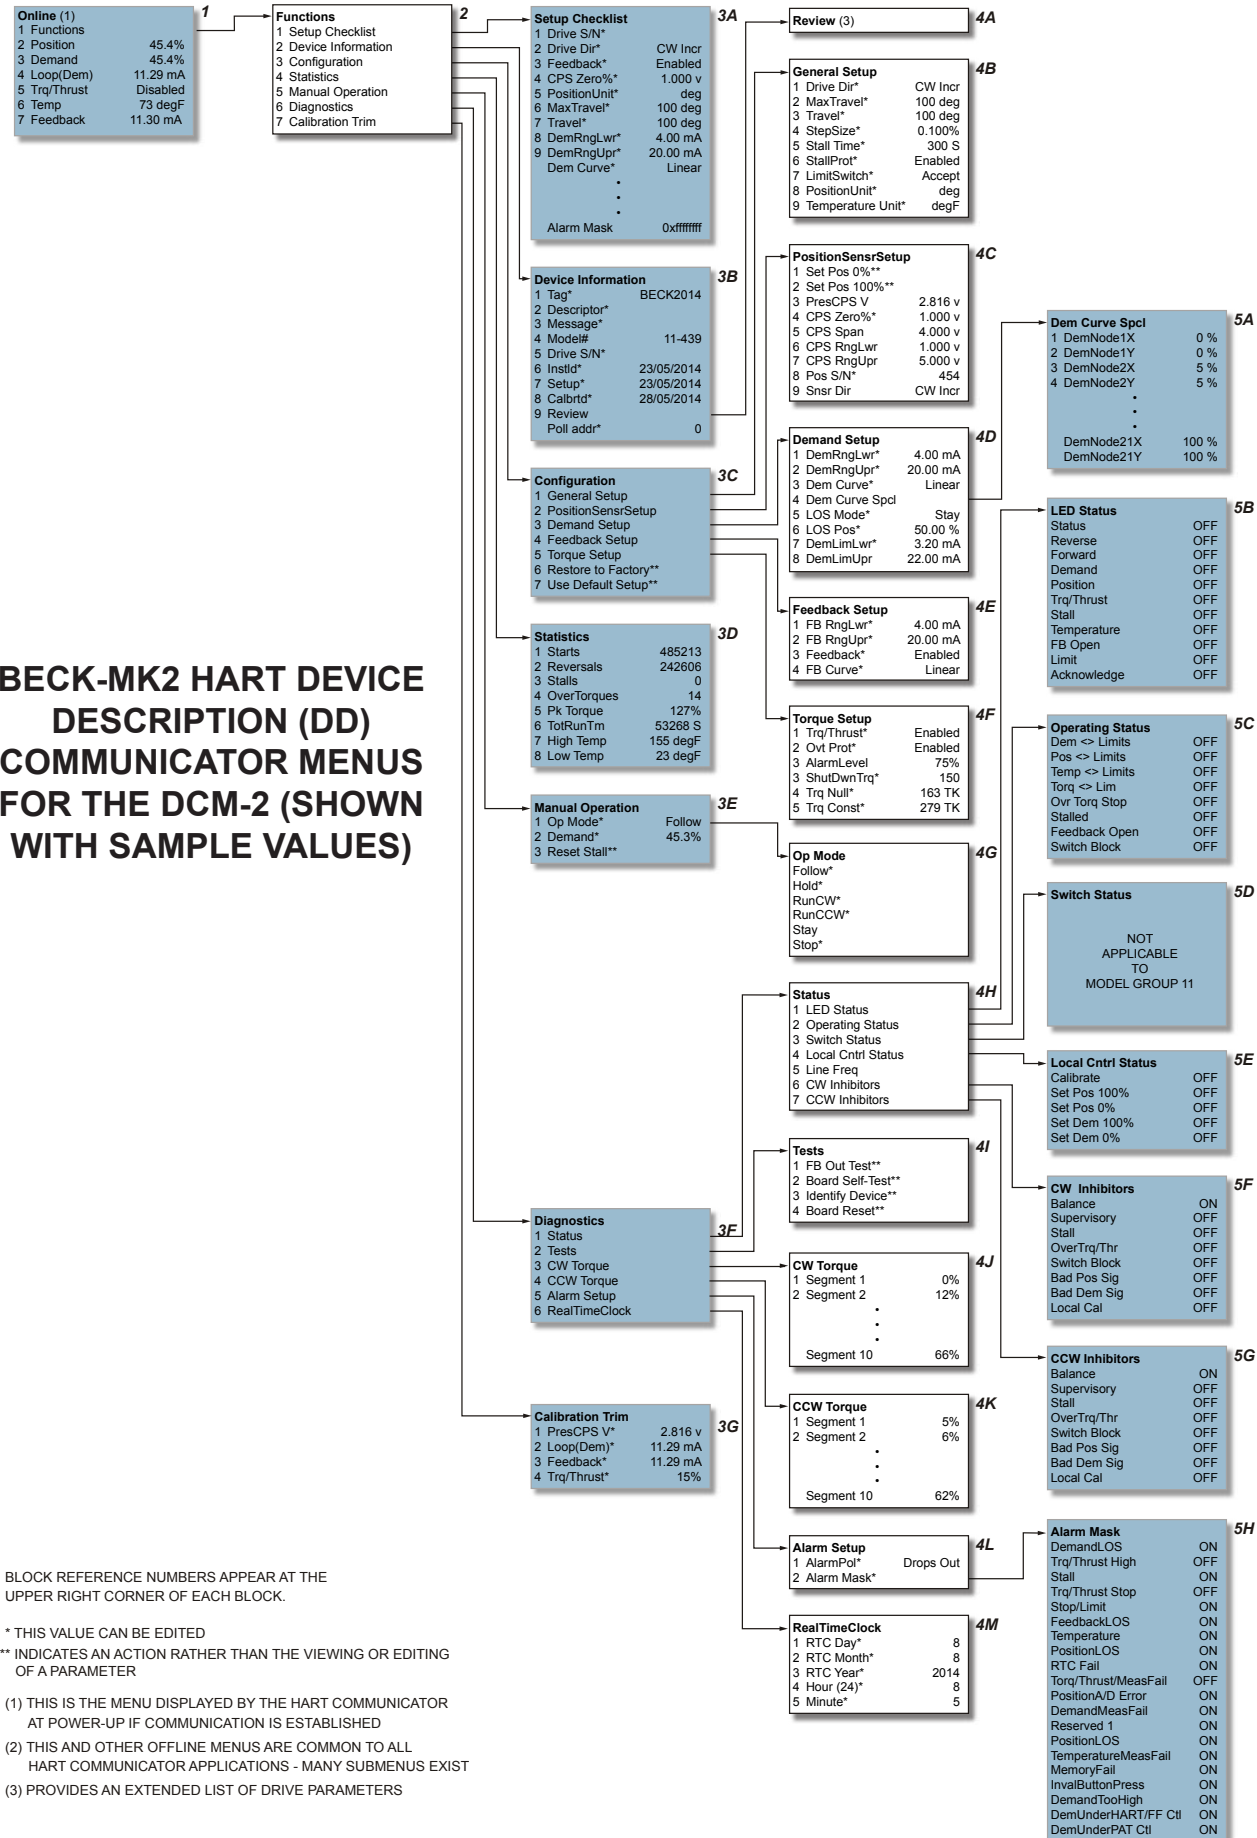 Online (1)
1 Functions
2 Position 45.4%
3 Demand 45.4%
4 Loop(Dem) 11.29 mA
5 Trq/Thrust Disabled
6 Temp 73 degF
7 Feedback 11.30 mA
1
Functions
1 Setup Checklist
2 Device Information
3 Configuration
4 Statistics
5 Manual Operation
6 Diagnostics
7 Calibration Trim
2
Setup Checklist
1 Drive S/N*
2 Drive Dir* CW Incr
3 Feedback* Enabled
4 CPS Zero%* 1.000 v
5 PositionUnit* deg
6 MaxTravel* 100 deg
7 Travel* 100 deg
8 DemRngLwr* 4.00 mA
9 DemRngUpr* 20.00 mA
Dem Curve* Linear
•
•
•
Alarm Mask 0xffffffff
3A
Device Information
1 Tag* BECK2014
2 Descriptor*
3 Message*
4 Model# 11-439
5 Drive S/N*
6 Instld* 23/05/2014
7 Setup* 23/05/2014
8 Calbrtd* 28/05/2014
9 Review
Poll addr* 0
3B
Configuration
1 General Setup
2 PositionSensrSetup
3 Demand Setup
4 Feedback Setup
5 Torque Setup
6 Restore to Factory**
7 Use Default Setup**
3C
Statistics
1 Starts 485213
2 Reversals 242606
3 Stalls 0
4 OverTorques 14
5 Pk Torque 127%
6 TotRunTm 53268 S
7 High Temp 155 degF
8 Low Temp 23 degF
3D
Manual Operation
1 Op Mode* Follow
2 Demand* 45.3%
3 Reset Stall**
3E
Diagnostics
1 Status
2 Tests
3 CW Torque
4 CCW Torque
5 Alarm Setup
6 RealTimeClock
3F
Calibration Trim
1 PresCPS V* 2.816 v
2 Loop(Dem)* 11.29 mA
3 Feedback* 11.29 mA
4 Trq/Thrust* 15%
3G
Review (3)
4A
General Setup
1 Drive Dir* CW Incr
2 MaxTravel* 100 deg
3 Travel* 100 deg
4 StepSize* 0.100%
5 Stall Time* 300 S
6 StallProt* Enabled
7 LimitSwitch* Accept
8 PositionUnit* deg
9 Temperature Unit* degF
4B
PositionSensrSetup
1 Set Pos 0%**
2 Set Pos 100%**
3 PresCPS V 2.816 v
4 CPS Zero%* 1.000 v
5 CPS Span 4.000 v
6 CPS RngLwr 1.000 v
7 CPS RngUpr 5.000 v
8 Pos S/N* 454
9 Snsr Dir CW Incr
4C
Demand Setup
1 DemRngLwr* 4.00 mA
2 DemRngUpr* 20.00 mA
3 Dem Curve* Linear
4 Dem Curve Spcl
5 LOS Mode* Stay
6 LOS Pos* 50.00 %
7 DemLimLwr* 3.20 mA
8 DemLimUpr 22.00 mA
4D
Feedback Setup
1 FB RngLwr* 4.00 mA
2 FB RngUpr* 20.00 mA
3 Feedback* Enabled
4 FB Curve* Linear
4E
Torque Setup
1 Trq/Thrust* Enabled
2 Ovt Prot* Enabled
3 AlarmLevel 75%
3 ShutDwnTrq* 150
4 Trq Null* 163 TK
5 Trq Const* 279 TK
4F
Op Mode
Follow*
Hold*
RunCW*
RunCCW*
Stay
Stop*
4G
Status
1 LED Status
2 Operating Status
3 Switch Status
4 Local Cntrl Status
5 Line Freq
6 CW Inhibitors
7 CCW Inhibitors
4H
Tests
1 FB Out Test**
2 Board Self-Test**
3 Identify Device**
4 Board Reset**
4I
CW Torque
1 Segment 1 0%
2 Segment 2 12%
•
•
•
Segment 10 66%
4J
CCW Torque
1 Segment 1 5%
2 Segment 2 6%
•
•
•
Segment 10 62%
4K
Alarm Setup
1 AlarmPol* Drops Out
2 Alarm Mask*
4L
RealTimeClock
1 RTC Day* 8
2 RTC Month* 8
3 RTC Year* 2014
4 Hour (24)* 8
5 Minute* 5
4M
Dem Curve Spcl
1 DemNode1X 0 %
2 DemNode1Y 0 %
3 DemNode2X 5 %
4 DemNode2Y 5 %
•
•
•
DemNode21X 100 %
DemNode21Y 100 %
5A
LED Status
Status OFF
Reverse OFF
Forward OFF
Demand OFF
Position OFF
Trq/Thrust OFF
Stall OFF
Temperature OFF
FB Open OFF
Limit OFF
Acknowledge OFF
5B
Operating Status
Dem <> Limits OFF
Pos <> Limits OFF
Temp <> Limits OFF
Torq <> Lim OFF
Ovr Torq Stop OFF
Stalled OFF
Feedback Open OFF
Switch Block OFF
5C
Switch Status
NOT
APPLICABLE
TO
MODEL GROUP 11
5D
Local Cntrl Status
Calibrate OFF
Set Pos 100% OFF
Set Pos 0% OFF
Set Dem 100% OFF
Set Dem 0% OFF
5E
CW Inhibitors
Balance ON
Supervisory OFF
Stall OFF
OverTrq/Thr OFF
Switch Block OFF
Bad Pos Sig OFF
Bad Dem Sig OFF
Local Cal OFF
5F
CCW Inhibitors
Balance ON
Supervisory OFF
Stall OFF
OverTrq/Thr OFF
Switch Block OFF
Bad Pos Sig OFF
Bad Dem Sig OFF
Local Cal OFF
5G
Alarm Mask
DemandLOS ON
Trq/Thrust High OFF
Stall ON
Trq/Thrust Stop OFF
Stop/Limit ON
FeedbackLOS ON
Temperature ON
PositionLOS ON
RTC Fail ON
Torq/Thrust/MeasFail OFF
PositionA/D Error ON
DemandMeasFail ON
Reserved 1 ON
PositionLOS ON
TemperatureMeasFail ON
MemoryFail ON
InvalButtonPress ON
DemandTooHigh ON
DemUnderHART/FF Ctl ON
DemUnderPAT Ctl ON
5H
BECK-MK2 HART DEVICE
DESCRIPTION (DD)
COMMUNICATOR MENUS
FOR THE DCM-2 (SHOWN
WITH SAMPLE VALUES)
BLOCK REFERENCE NUMBERS APPEAR AT THE
UPPER RIGHT CORNER OF EACH BLOCK.
* THIS VALUE CAN BE EDITED
** INDICATES AN ACTION RATHER THAN THE VIEWING OR EDITING
OF A PARAMETER
(1) THIS IS THE MENU DISPLAYED BY THE HART COMMUNICATOR
AT POWER-UP IF COMMUNICATION IS ESTABLISHED
(2) THIS AND OTHER OFFLINE MENUS ARE COMMON TO ALL
HART COMMUNICATOR APPLICATIONS - MANY SUBMENUS EXIST
(3) PROVIDES AN EXTENDED LIST OF DRIVE PARAMETERS